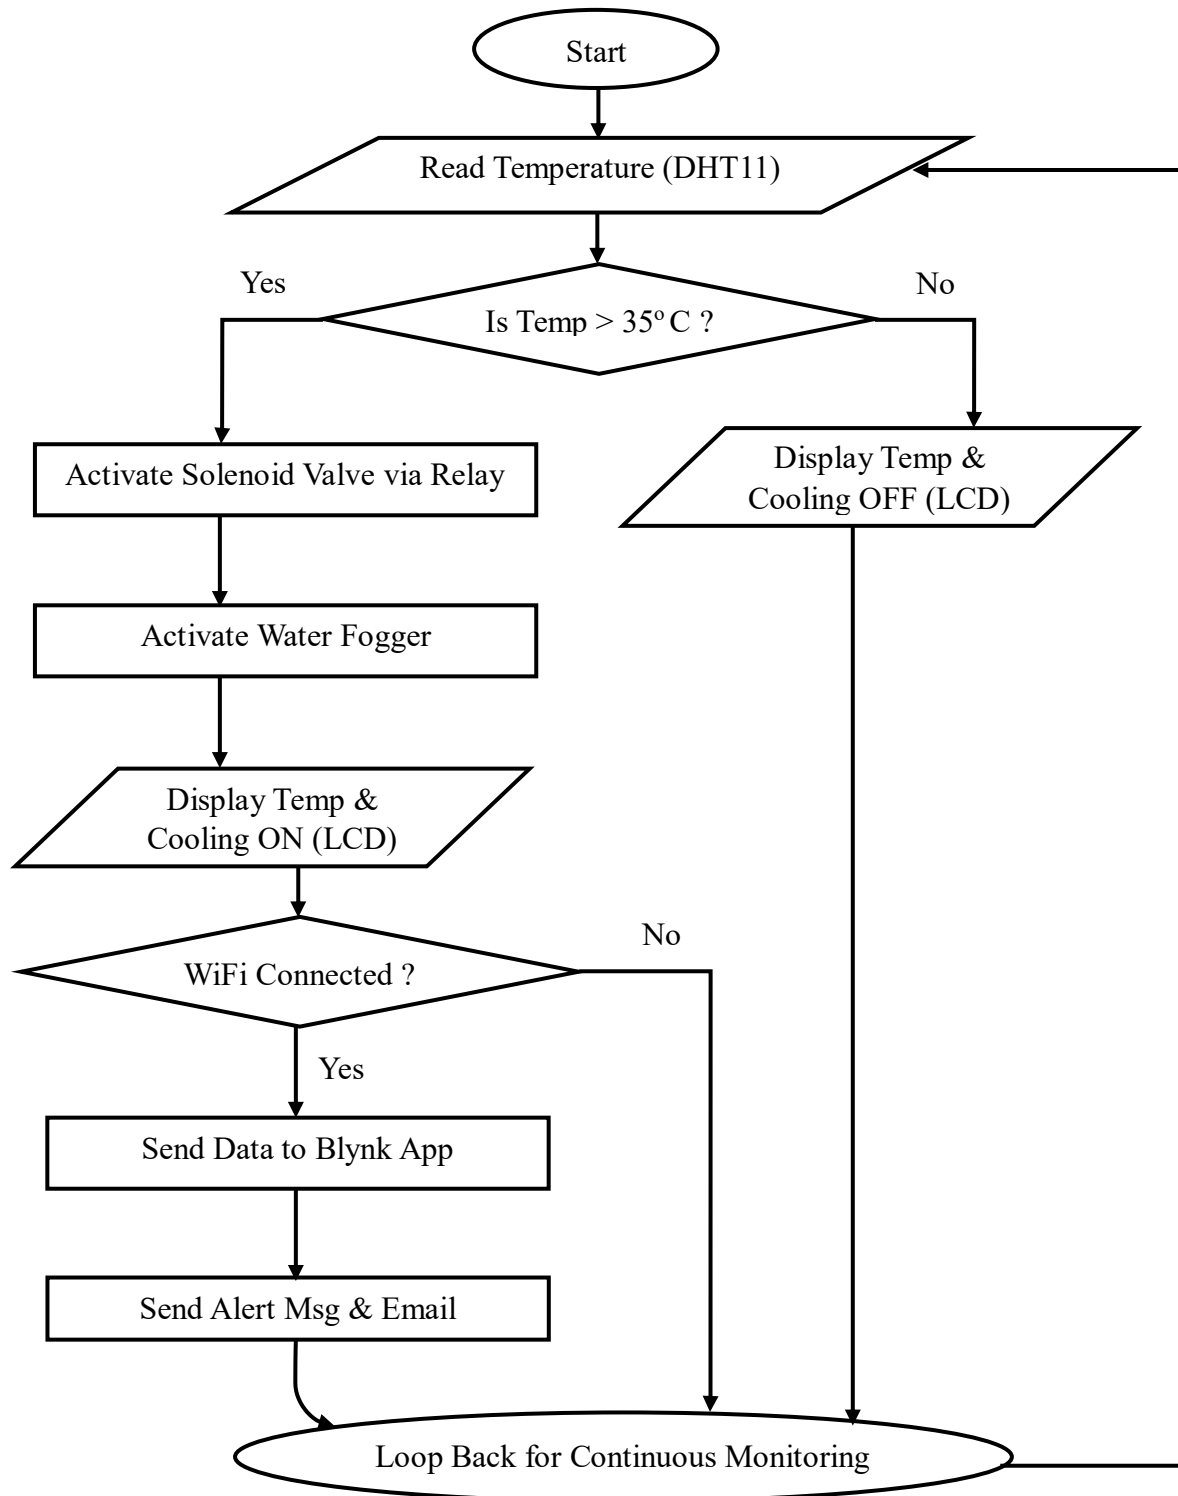 Start
Read Temperature (DHT11)
Yes
No
Is Temp > 35º C ?
Activate Solenoid Valve via Relay
Display Temp &
Cooling OFF (LCD)
Activate Water Fogger
Display Temp &
Cooling ON (LCD)
No
WiFi Connected ?
Yes
Send Data to Blynk App
Send Alert Msg & Email
Loop Back for Continuous Monitoring